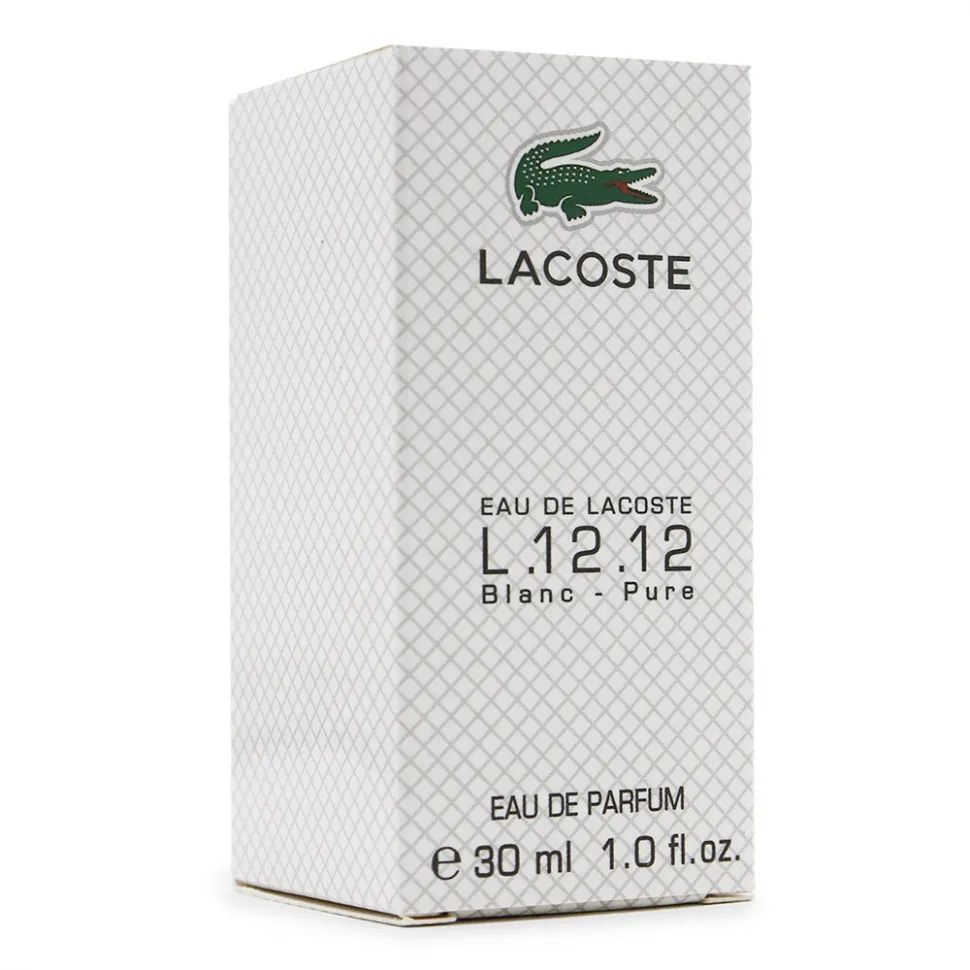 LACOSTE
EAU DE LACOSTE
L.12.12
Blanc - Pure
EAU DE PARFUM
e 30 ml 1.0 fl.oz.